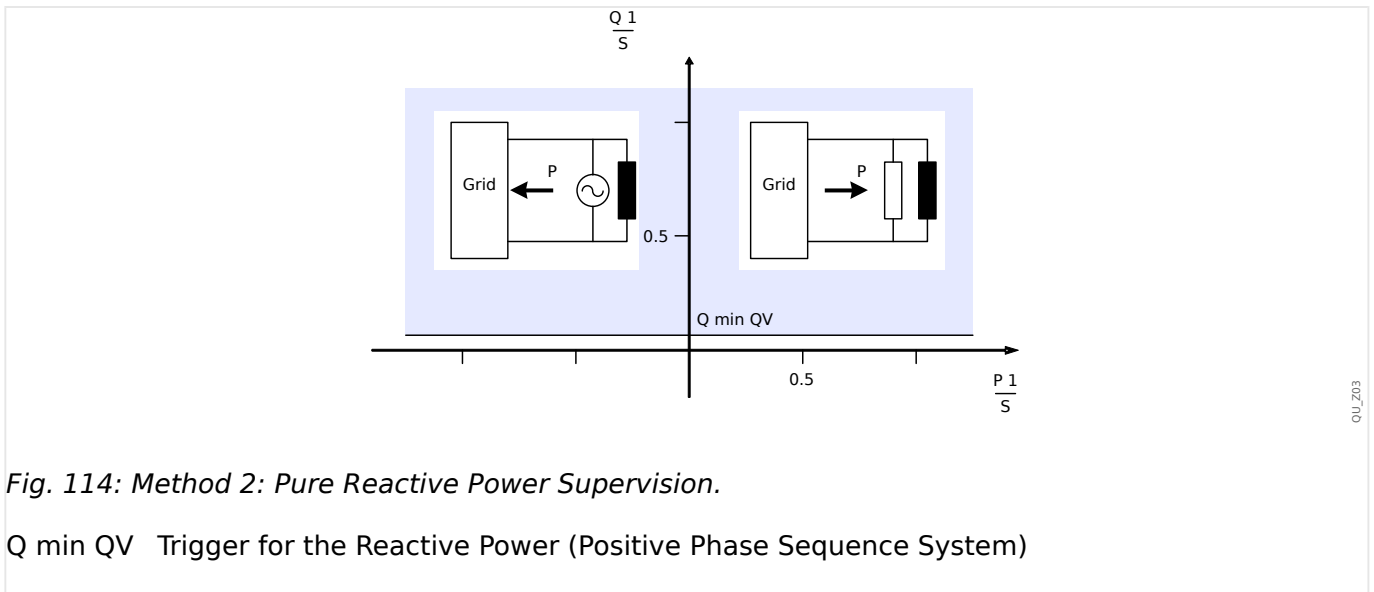 Q 1
S
Grid
P
Grid
P
0.5
Q min QV
0.5
P 1
S
QU_Z03
Fig. 114: Method 2: Pure Reactive Power Supervision.
Q min QV Trigger for the Reactive Power (Positive Phase Sequence System)